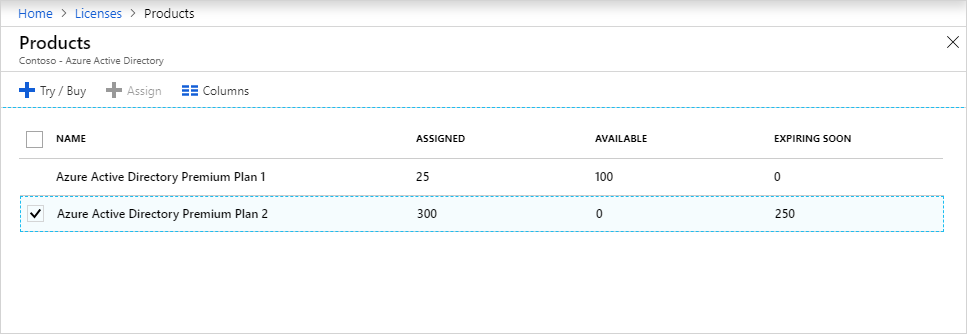 Home > Licenses > Products
Products
Contoso - Azure Active Directory
Try / Buy Assign Columns
NAME ASSIGNED AVAILABLE EXPIRING SOON
Azure Active Directory Premium Plan 1 25 100 0
Azure Active Directory Premium Plan 2 300 0 250